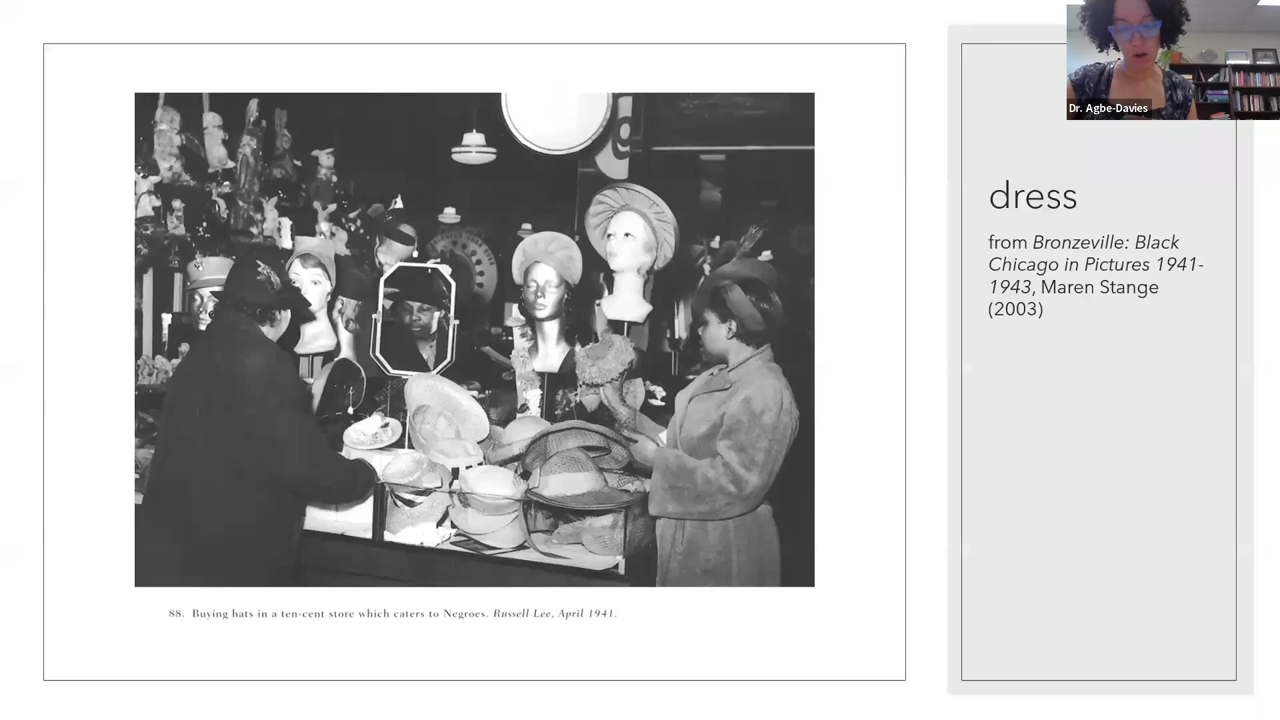 Dr. Agbe-Davies
dress
from Bronzeville: Black
Chicago in Pictures 1941-
1943, Maren Stange
(2003)
88. Buying hats in a ten-cent store which caters to Negroes. Russell Lee, April 1941.